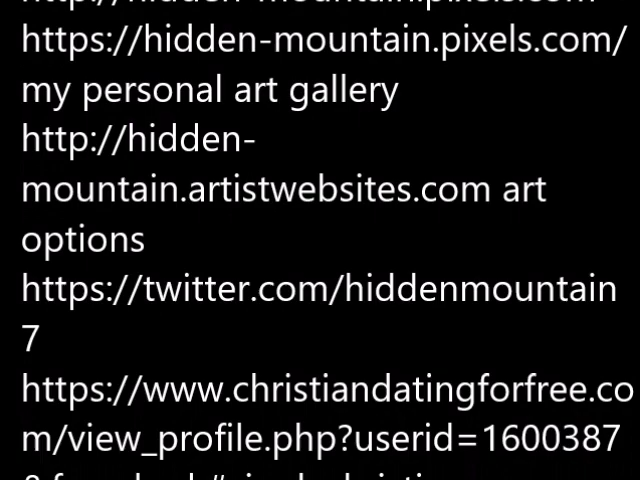 https://hidden-mountain.pixels.com/
my personal art gallery
http://hidden-
mountain.artistwebsites.com art
options
https://twitter.com/hiddenmountain
7
https://www.christiandatingforfree.co
m/view_profile.php?userid=1600387